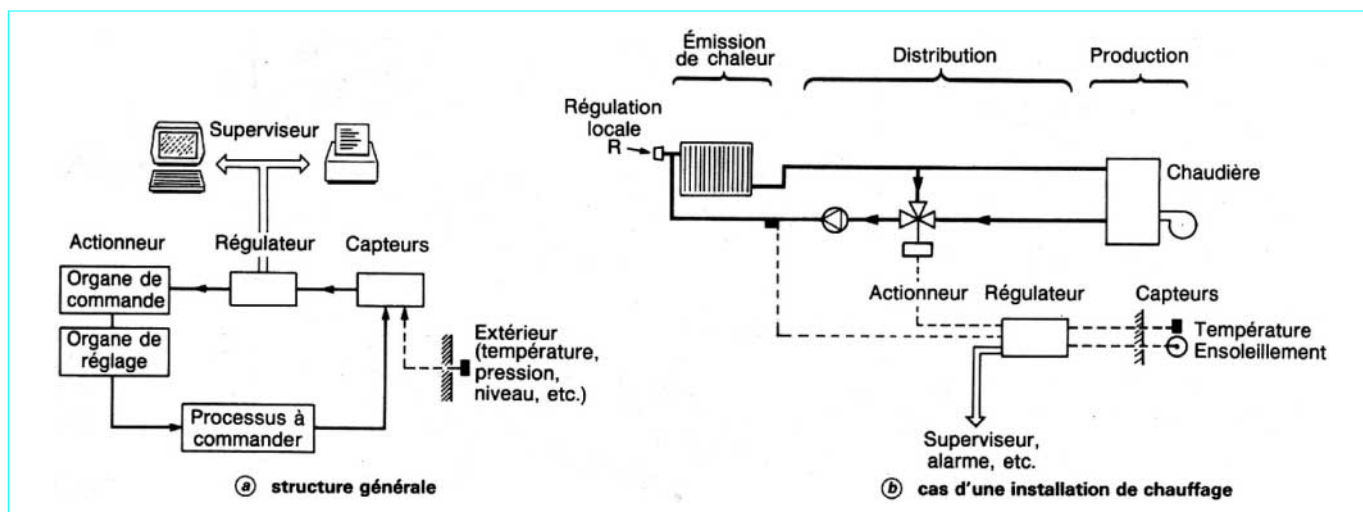 Superviseur
Actionneur
Régulateur
Capteurs
Organe de
commande
Organe de
réglage
Extérieur
(température,
pression,
niveau, etc.)
Processus à
commander
a structure générale
Émission
de chaleur
Distribution
Production
Régulation
locale
R
Chaudière
Actionneur
Régulateur
Capteurs
Température
Ensoleillement
Superviseur,
alarme, etc.
b cas d'une installation de chauffage